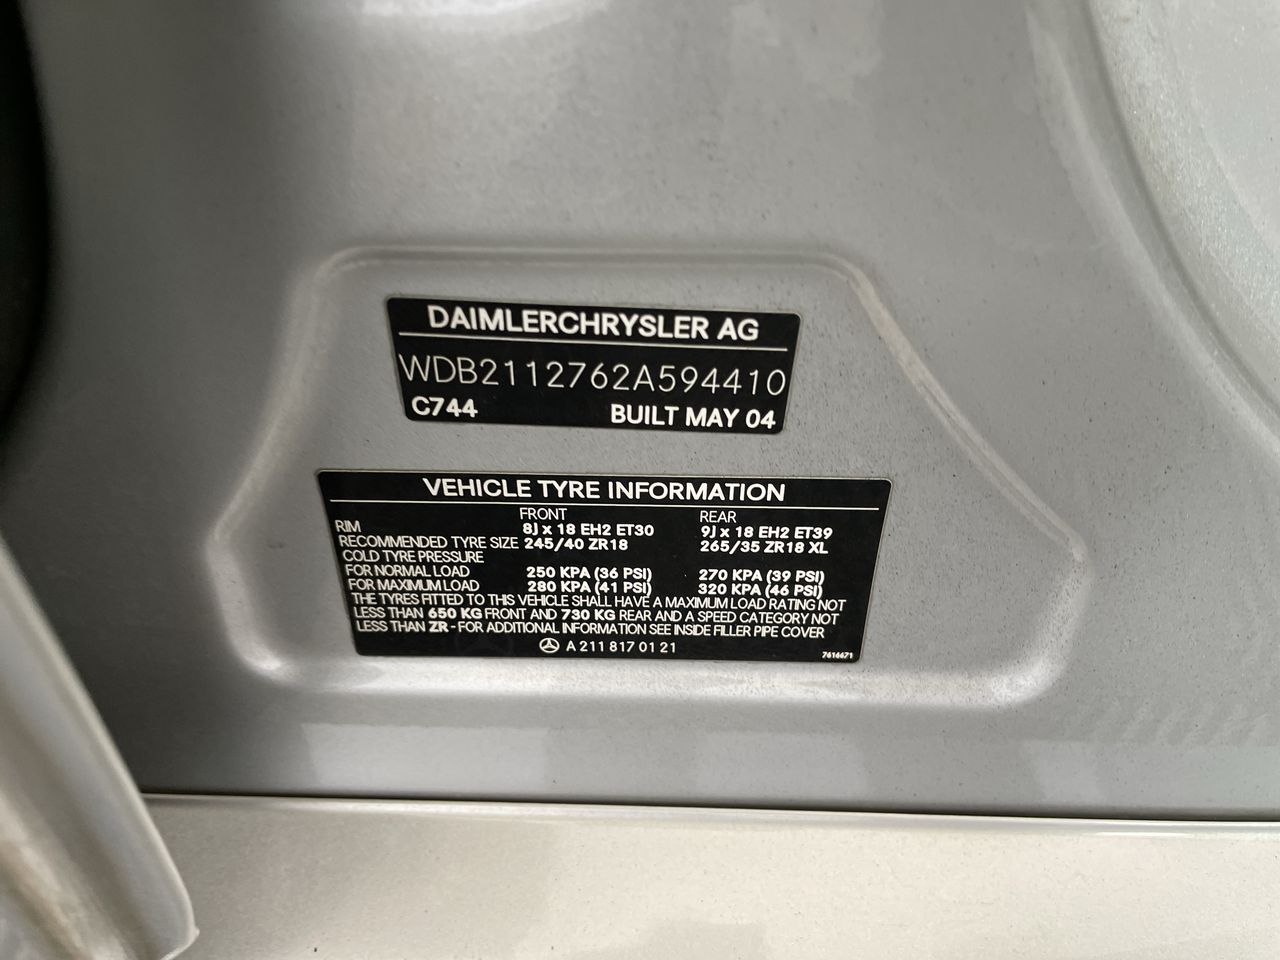 DAIMLERCHRYSLER AG
WDB2112762A594410
C744 BUILT MAY 04
VEHICLE TYRE INFORMATION
FRONT REAR
RIM 8J x 18 EH2 ET30 9J x 18 EH2 ET39
RECOMMENDED TYRE SIZE 245/40 ZR18 265/35 ZR18 XL
COLD TYRE PRESSURE
FOR NORMAL LOAD 250 KPA (36 PSI) 270 KPA (39 PSI)
FOR MAXIMUM LOAD 280 KPA (41 PSI) 320 KPA (46 PSI)
THE TYRES FITTED TO THIS VEHICLE SHALL HAVE A MAXIMUM LOAD RATING NOT
LESS THAN 650 KG FRONT AND 730 KG REAR AND A SPEED CATEGORY NOT
LESS THAN ZR - FOR ADDITIONAL INFORMATION SEE INSIDE FILLER PIPE COVER
A 211 817 01 21
7616671